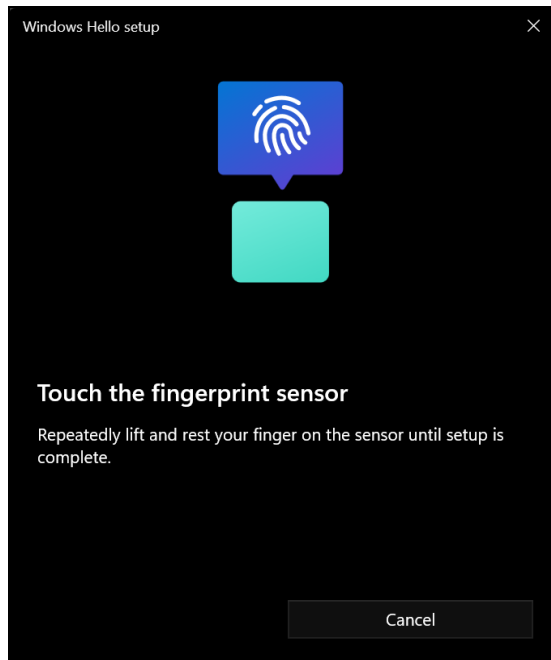 Windows Hello setup
Touch the fingerprint sensor
Repeatedly lift and rest your finger on the sensor until setup is
complete.
Cancel